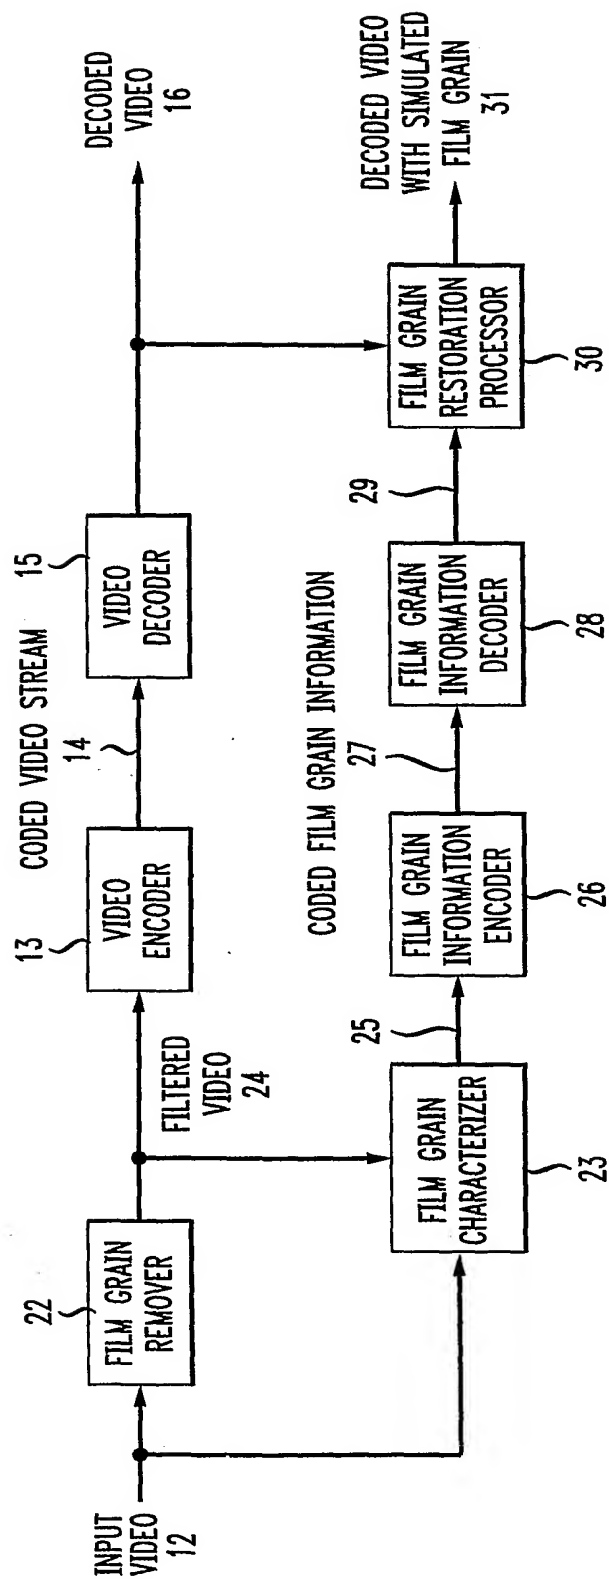 INPUT
VIDEO
12
22
FILM GRAIN
REMOVER
FILTERED
VIDEO
24
13
VIDEO
ENCODER
CODED VIDEO STREAM
14
15
VIDEO
DECODER
DECODED
VIDEO
16
FILM GRAIN
CHARACTERIZER
23
25
FILM GRAIN
INFORMATION
ENCODER
26
CODED FILM GRAIN INFORMATION
27
FILM GRAIN
INFORMATION
DECODER
28
29
FILM GRAIN
RESTORATION
PROCESSOR
30
DECODED VIDEO
WITH SIMULATED
FILM GRAIN
31